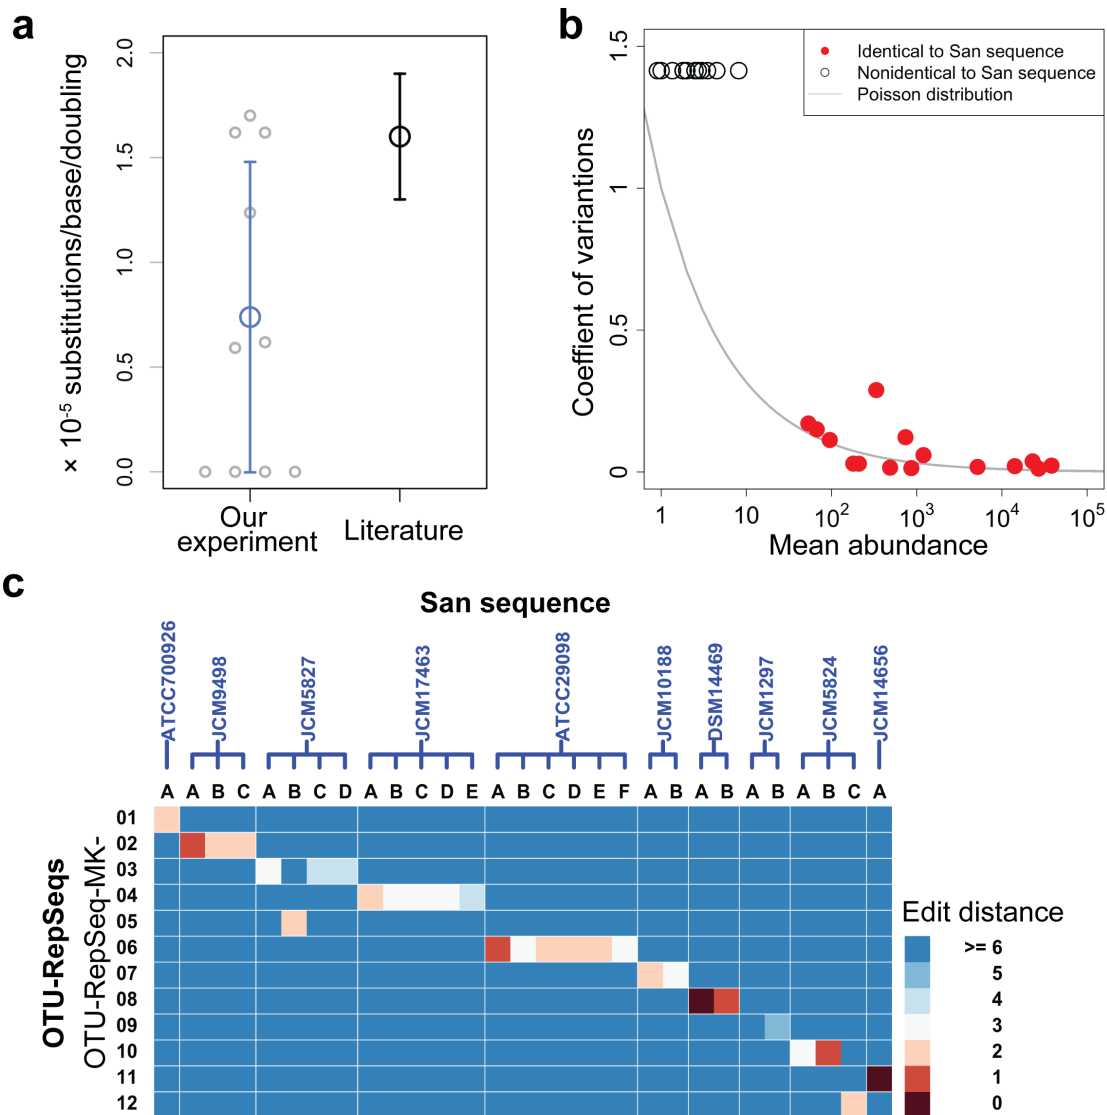 a
× 10-5 substitutions/base/doubling
2.0
1.5
1.0
0.5
0.0
Our
experiment
Literature
b
Coeffient of variantions
1.5
1
0.5
0
Identical to San sequence
Nonidentical to San sequence
Poisson distribution
1
10
10²
10³
10⁴
10⁵
Mean abundance
c
San sequence
ATCC700926
JCM9498
JCM5827
JCM17463
ATCC29098
JCM10188
DSM14469
JCM1297
JCM5824
JCM14656
A A B C A B C D A B C D E A B C D E F A B A B A B A B C A
OTU-RepSeqs
OTU-RepSeq-MK-
01
02
03
04
05
06
07
08
09
10
11
12
Edit distance
>= 6
5
4
3
2
1
0